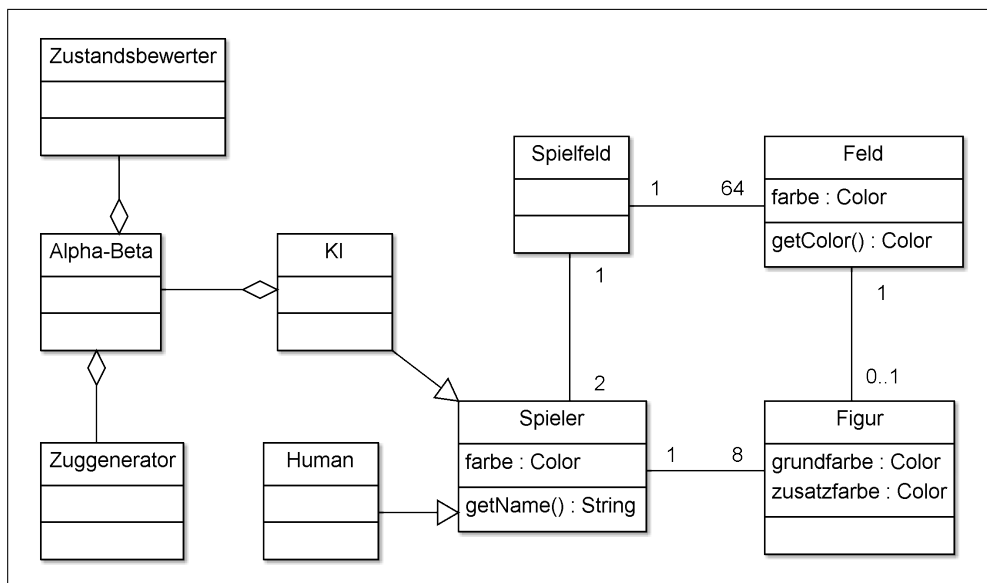 Zustandsbewerter
Alpha-Beta
KI
Zuggenerator
Human
Spielfeld
1
64
Feld
farbe : Color
getColor() : Color
1
2
1
0..1
Spieler
farbe : Color
getName() : String
1
8
Figur
grundfarbe : Color
zusatzfarbe : Color